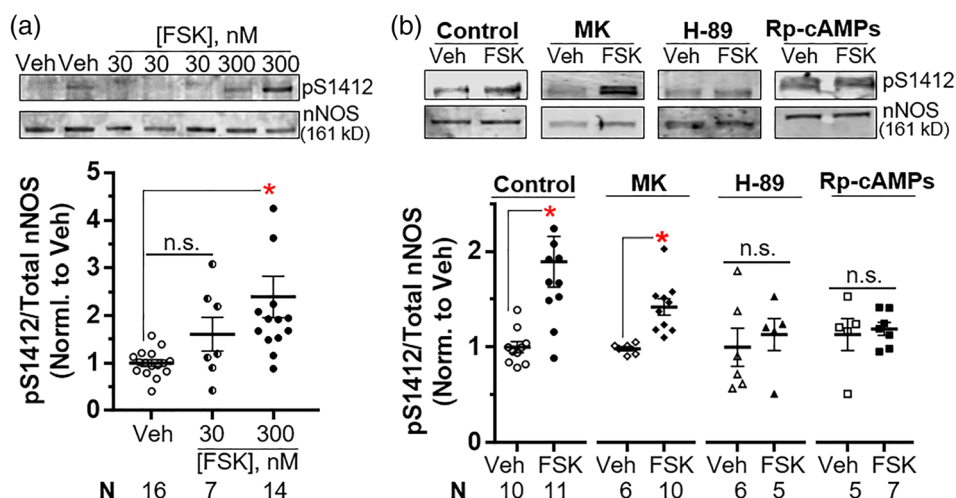 (a)
[FSK], nM
Veh Veh 30 30 30 300 300
pS1412
nNOS
(161 kD)
pS1412/Total nNOS
(Norml. to Veh)
5
4
3
2
1
0
*
n.s.
Veh 30 300
[FSK], nM
N 16 7 14
(b)
Control MK H-89 Rp-cAMPs
Veh FSK Veh FSK Veh FSK Veh FSK
pS1412
nNOS
(161 kD)
Control MK H-89 Rp-cAMPs
pS1412/Total nNOS
(Norm. to Veh)
2
1
0
*
*
n.s.
n.s.
Veh FSK Veh FSK Veh FSK Veh FSK
N 10 11 6 10 6 5 5 7